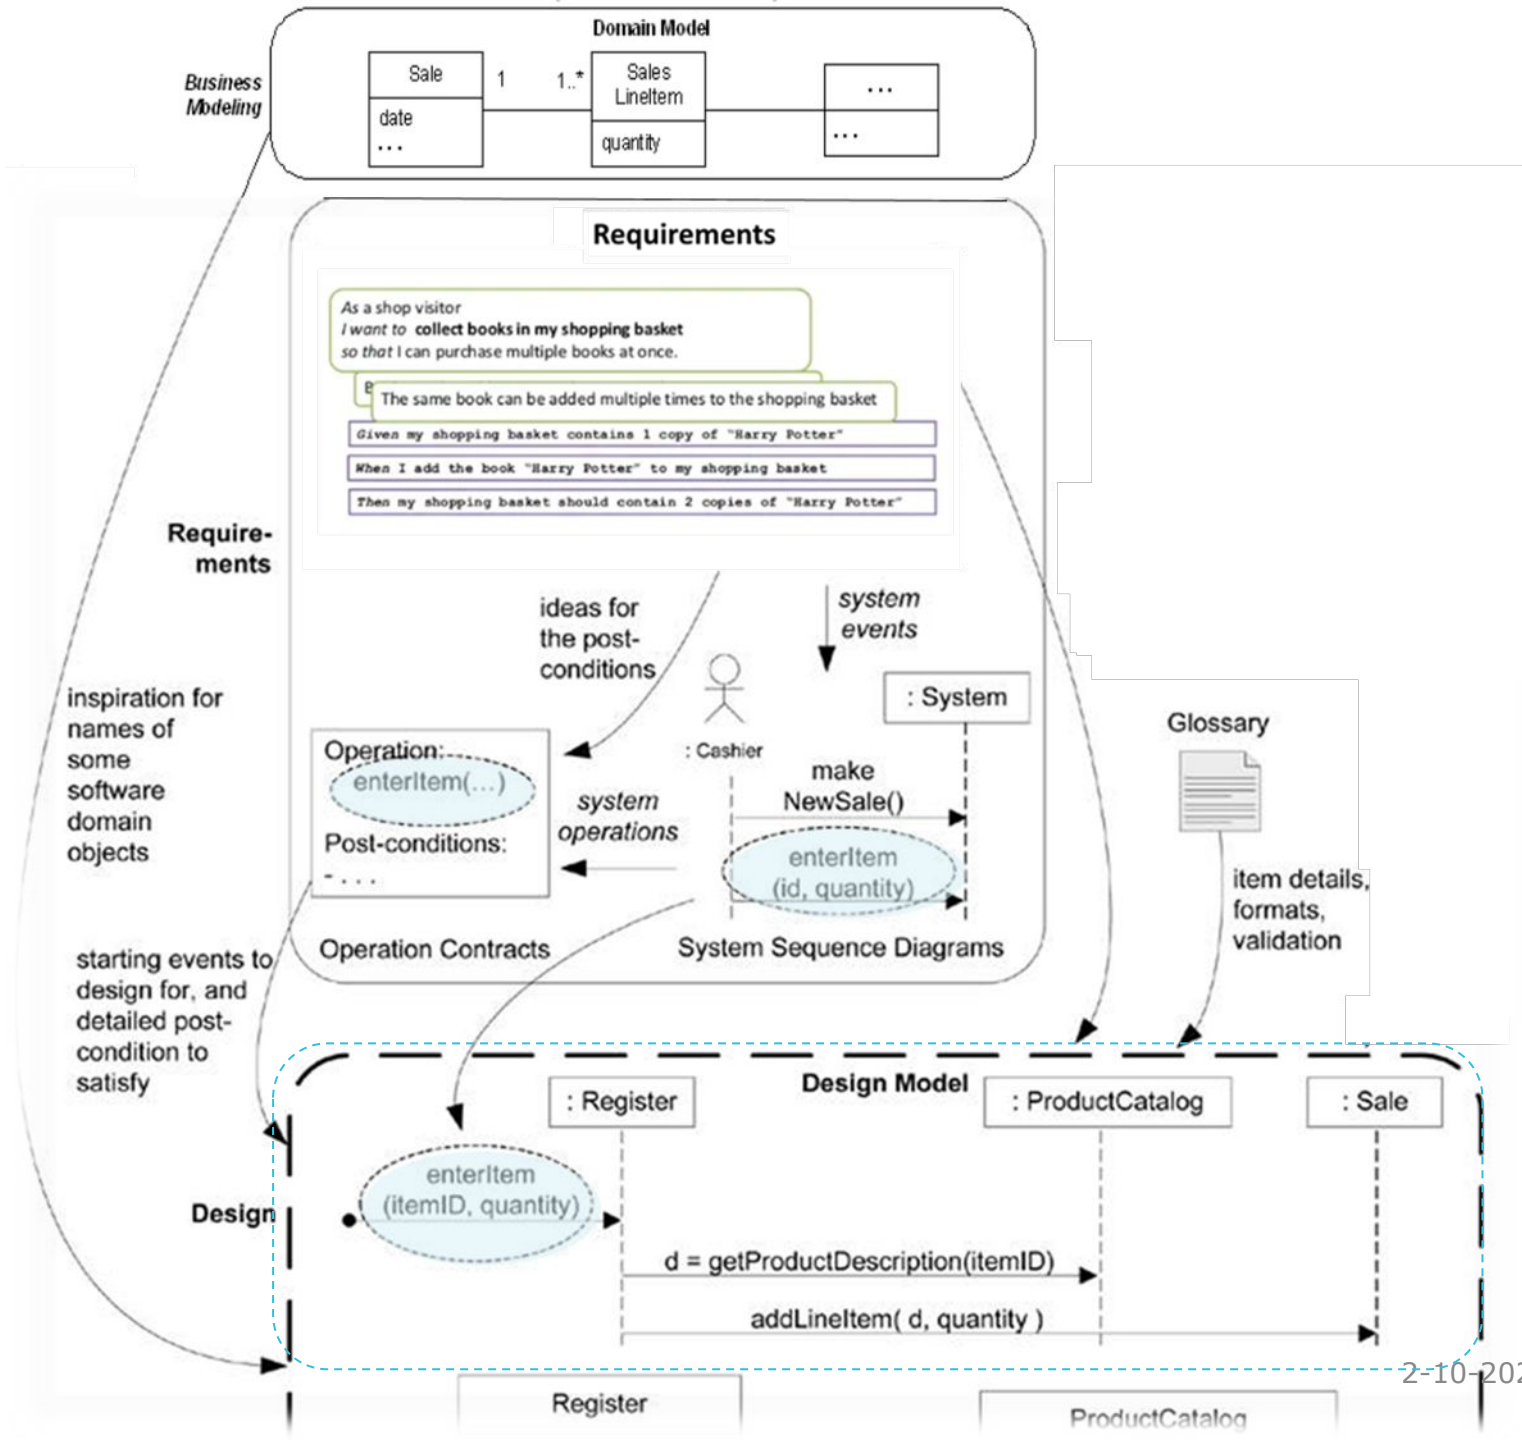 Domain Model
Business
Modeling
Sale
1
1..*
Sales
LineItem
...
date
...
quantity
...
Requirements
As a shop visitor
I want to collect books in my shopping basket
so that I can purchase multiple books at once.
B
The same book can be added multiple times to the shopping basket
Given my shopping basket contains 1 copy of "Harry Potter"
When I add the book "Harry Potter" to my shopping basket
Then my shopping basket should contain 2 copies of "Harry Potter"
Require-
ments
ideas for
the post-
conditions
system
events
: System
: Cashier
inspiration for
names of
some
software
domain
objects
Operation:
enterItem(...)
Post-conditions:
- . . .
system
operations
make
NewSale()
enterItem
(id, quantity)
Glossary
item details,
formats,
validation
Operation Contracts
System Sequence Diagrams
starting events to
design for, and
detailed post-
condition to
satisfy
Design Model
: Register
: ProductCatalog
: Sale
Design
enterItem
(itemID, quantity)
d = getProductDescription(itemID)
addLineItem( d, quantity )
2-10-202
Register
ProductCatalog